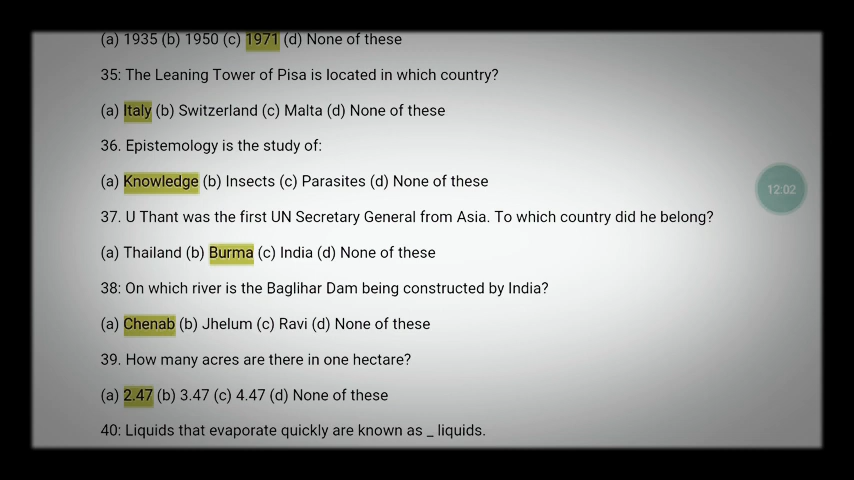 (a) 1935 (b) 1950 (c) 1971 (d) None of these
35: The Leaning Tower of Pisa is located in which country?
(a) Italy (b) Switzerland (c) Malta (d) None of these
36. Epistemology is the study of:
(a) Knowledge (b) Insects (c) Parasites (d) None of these
12:02
37. U Thant was the first UN Secretary General from Asia. To which country did he belong?
(a) Thailand (b) Burma (c) India (d) None of these
38: On which river is the Baglihar Dam being constructed by India?
(a) Chenab (b) Jhelum (c) Ravi (d) None of these
39. How many acres are there in one hectare?
(a) 2.47 (b) 3.47 (c) 4.47 (d) None of these
40: Liquids that evaporate quickly are known as _ liquids.